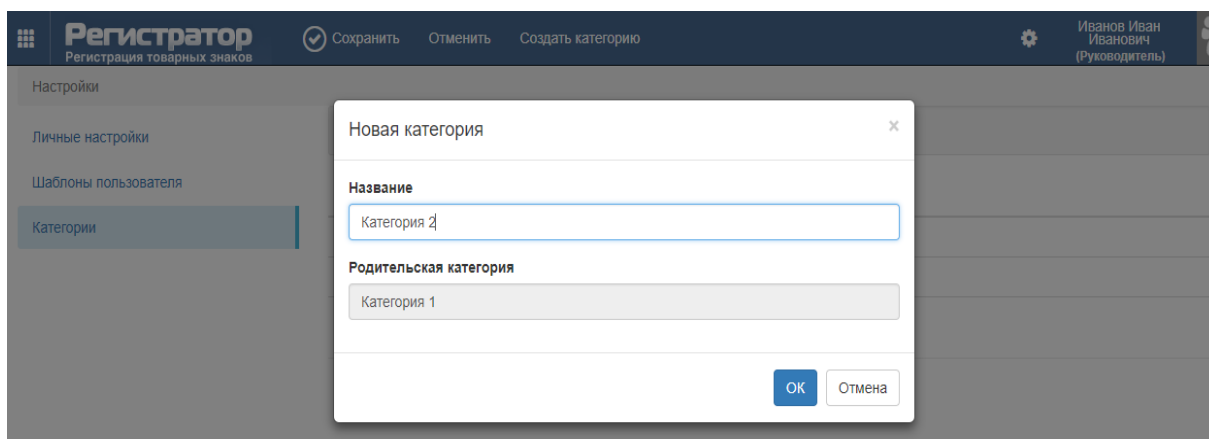 Регистратор
Регистрация товарных знаков
Сохранить Отменить Создать категорию
Иванов Иван
Иванович
(Руководитель)
Настройки
Личные настройки
Шаблоны пользователя
Категории
Новая категория
×
Название
Категория 2
Родительская категория
Категория 1
ОК Отмена